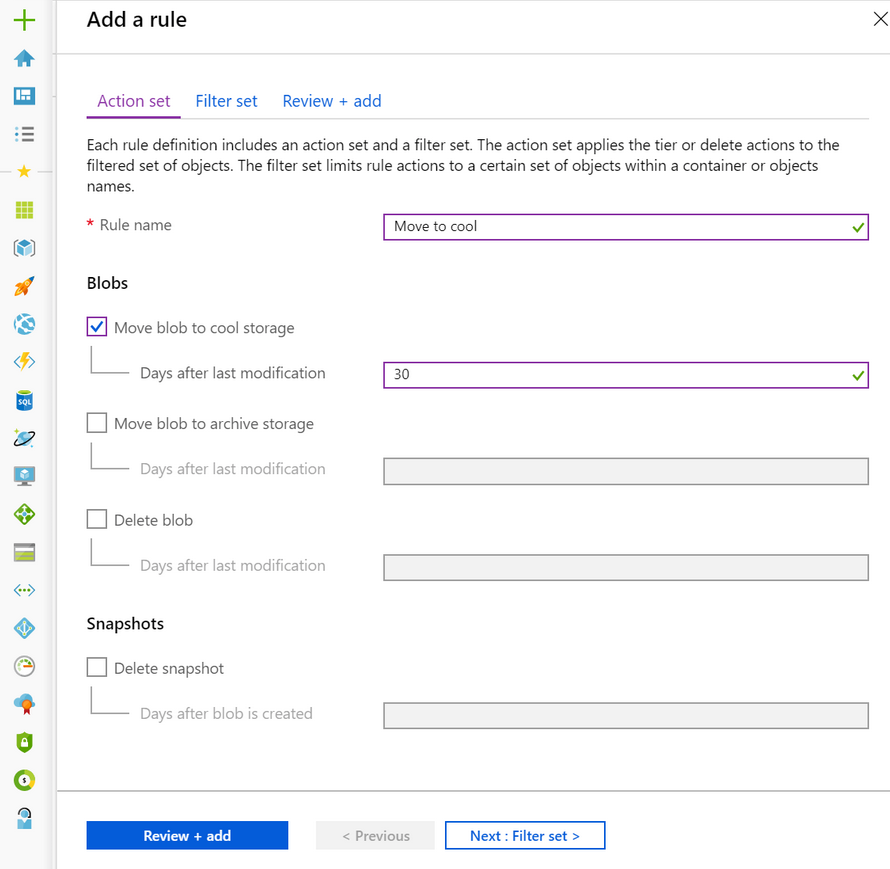 Add a rule
Action set
Filter set
Review + add
Each rule definition includes an action set and a filter set. The action set applies the tier or delete actions to the
filtered set of objects. The filter set limits rule actions to a certain set of objects within a container or objects
names.
* Rule name
Move to cool
Blobs
Move blob to cool storage
Days after last modification
30
Move blob to archive storage
Days after last modification
Delete blob
Days after last modification
Snapshots
Delete snapshot
Days after blob is created
SQL
$
Review + add
< Previous
Next : Filter set >